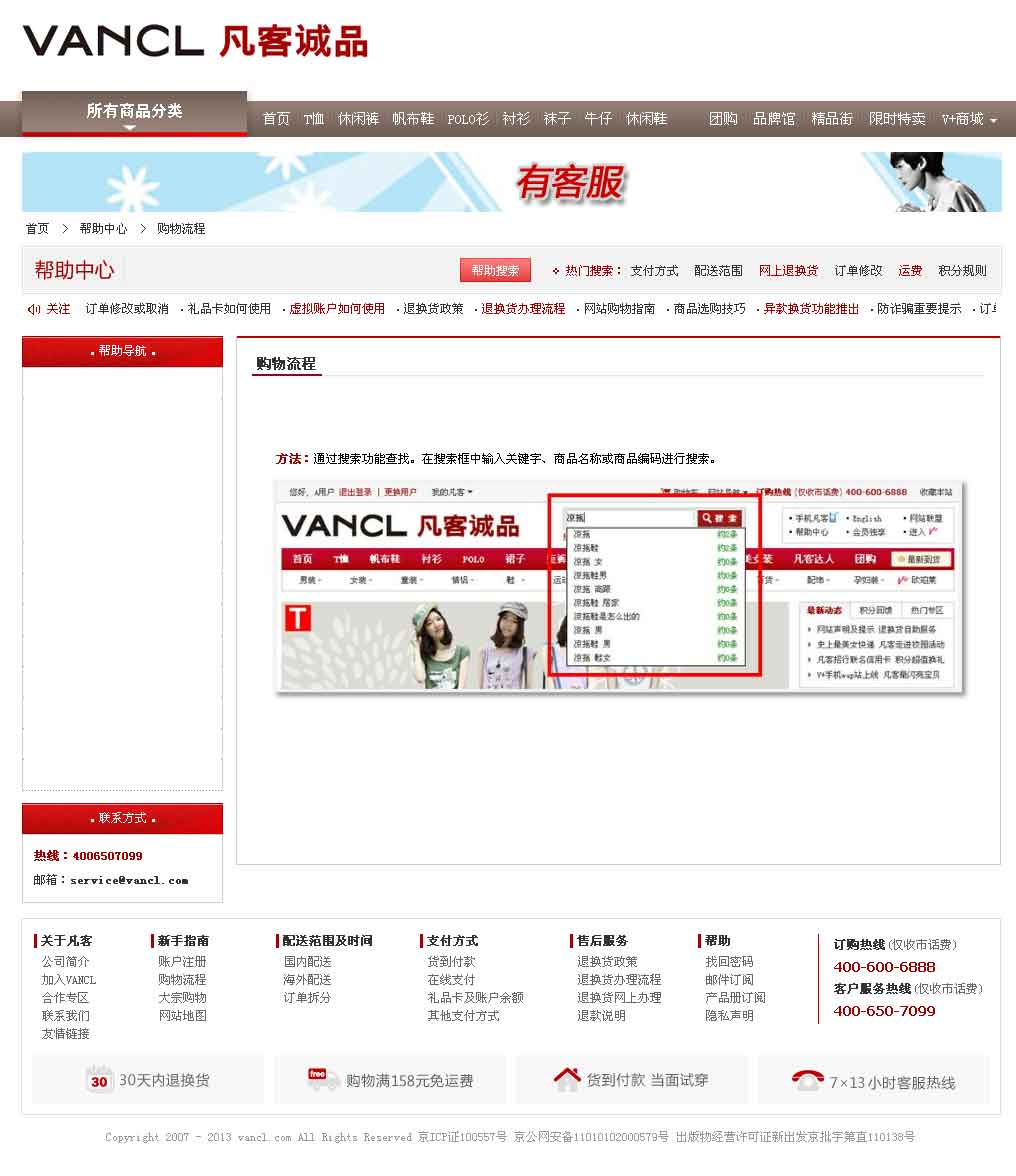 VANCL 凡客诚品
所有商品分类
首页 T恤 休闲裤 帆布鞋 POLO衫 衬衫 袜子 牛仔 休闲鞋 团购 品牌馆 精品街 限时特卖 V+商城
有客服
首页 > 帮助中心 > 购物流程
帮助中心 帮助搜索 热门搜索： 支付方式 配送范围 网上退换货 订单修改 运费 积分规则
关注 订单修改或取消 ·礼品卡如何使用 ·虚拟账户如何使用 ·退换货政策 ·退换货办理流程 ·网站购物指南 ·商品选购技巧 ·异款换货功能推出 ·防诈骗重要提示 ·订单
帮助导航
购物流程
方法：通过搜索功能查找。在搜索框中输入关键字、商品名称或商品编码进行搜索。
您好, A用户 退出登录 | 更换用户 我的凡客 订购热线 (仅收市话费) 400-600-6888 收藏本站
VANCL 凡客诚品
凉拖 搜索
·手机凡客 ·English ·网站联盟
·帮助中心 ·会员独享 ·进入V+
首页 T恤 帆布鞋 衬衫 POLO 裙子 凡客达人 团购 最新到货
男装 女装 童装 情侣 鞋 配饰 孕妇装
凉拖 约0条
凉拖鞋 约2条
凉拖 女 约0条
凉拖鞋男 约0条
凉拖 高跟 约0条
凉拖鞋 居家 约0条
凉拖鞋是怎么出的 约0条
凉拖 男 约0条
凉拖鞋 男 约0条
凉拖 鞋女 约0条
T
最新动态 积分回馈 热门专区
网站声明及提示 退换货自助服务
史上最美女快递 凡客走进校园活动
凡客招行联名信用卡 积分超值换礼
V+手机wap站上线 凡客最闪亮宝贝
联系方式
热线：4006507099
邮箱：service@vancl.com
关于凡客 新手指南 配送范围及时间 支付方式 售后服务 帮助
公司简介 账户注册 国内配送 货到付款 退换货政策 找回密码
加入VANCL 购物流程 海外配送 在线支付 退换货办理流程 邮件订阅
合作专区 大宗购物 订单拆分 礼品卡及账户余额 退换货网上办理 产品册订阅
联系我们 网站地图 其他支付方式 退款说明 隐私声明
友情链接
订购热线 (仅收市话费)
400-600-6888
客户服务热线 (仅收市话费)
400-650-7099
30 30天内退换货 free 购物满158元免运费 货到付款 当面试穿 7×13小时客服热线
Copyright 2007 - 2013 vancl.com All Rights Reserved 京ICP证100557号 京公网安备11010102000579号 出版物经营许可证新出发京批字第直110138号